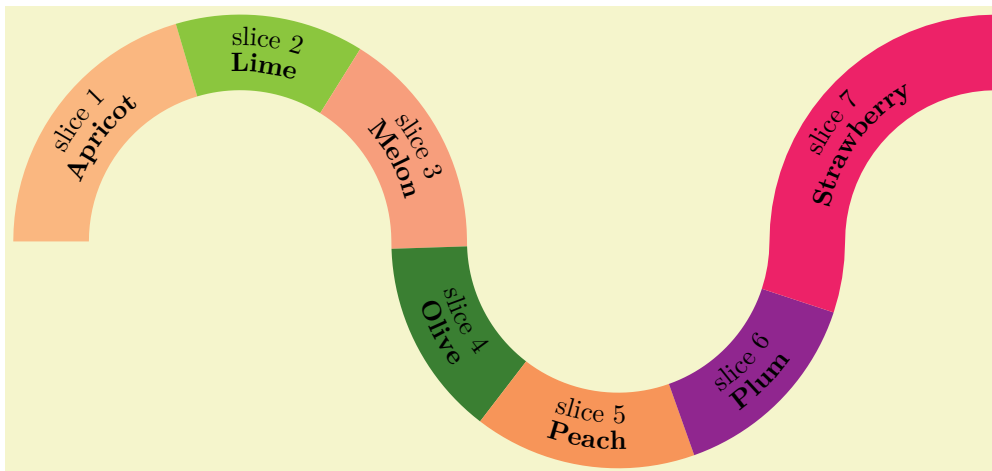 slice 1
Apricot
slice 2
Lime
slice 3
Melon
slice 4
Olive
slice 5
Peach
slice 6
Plum
slice 7
Strawberry